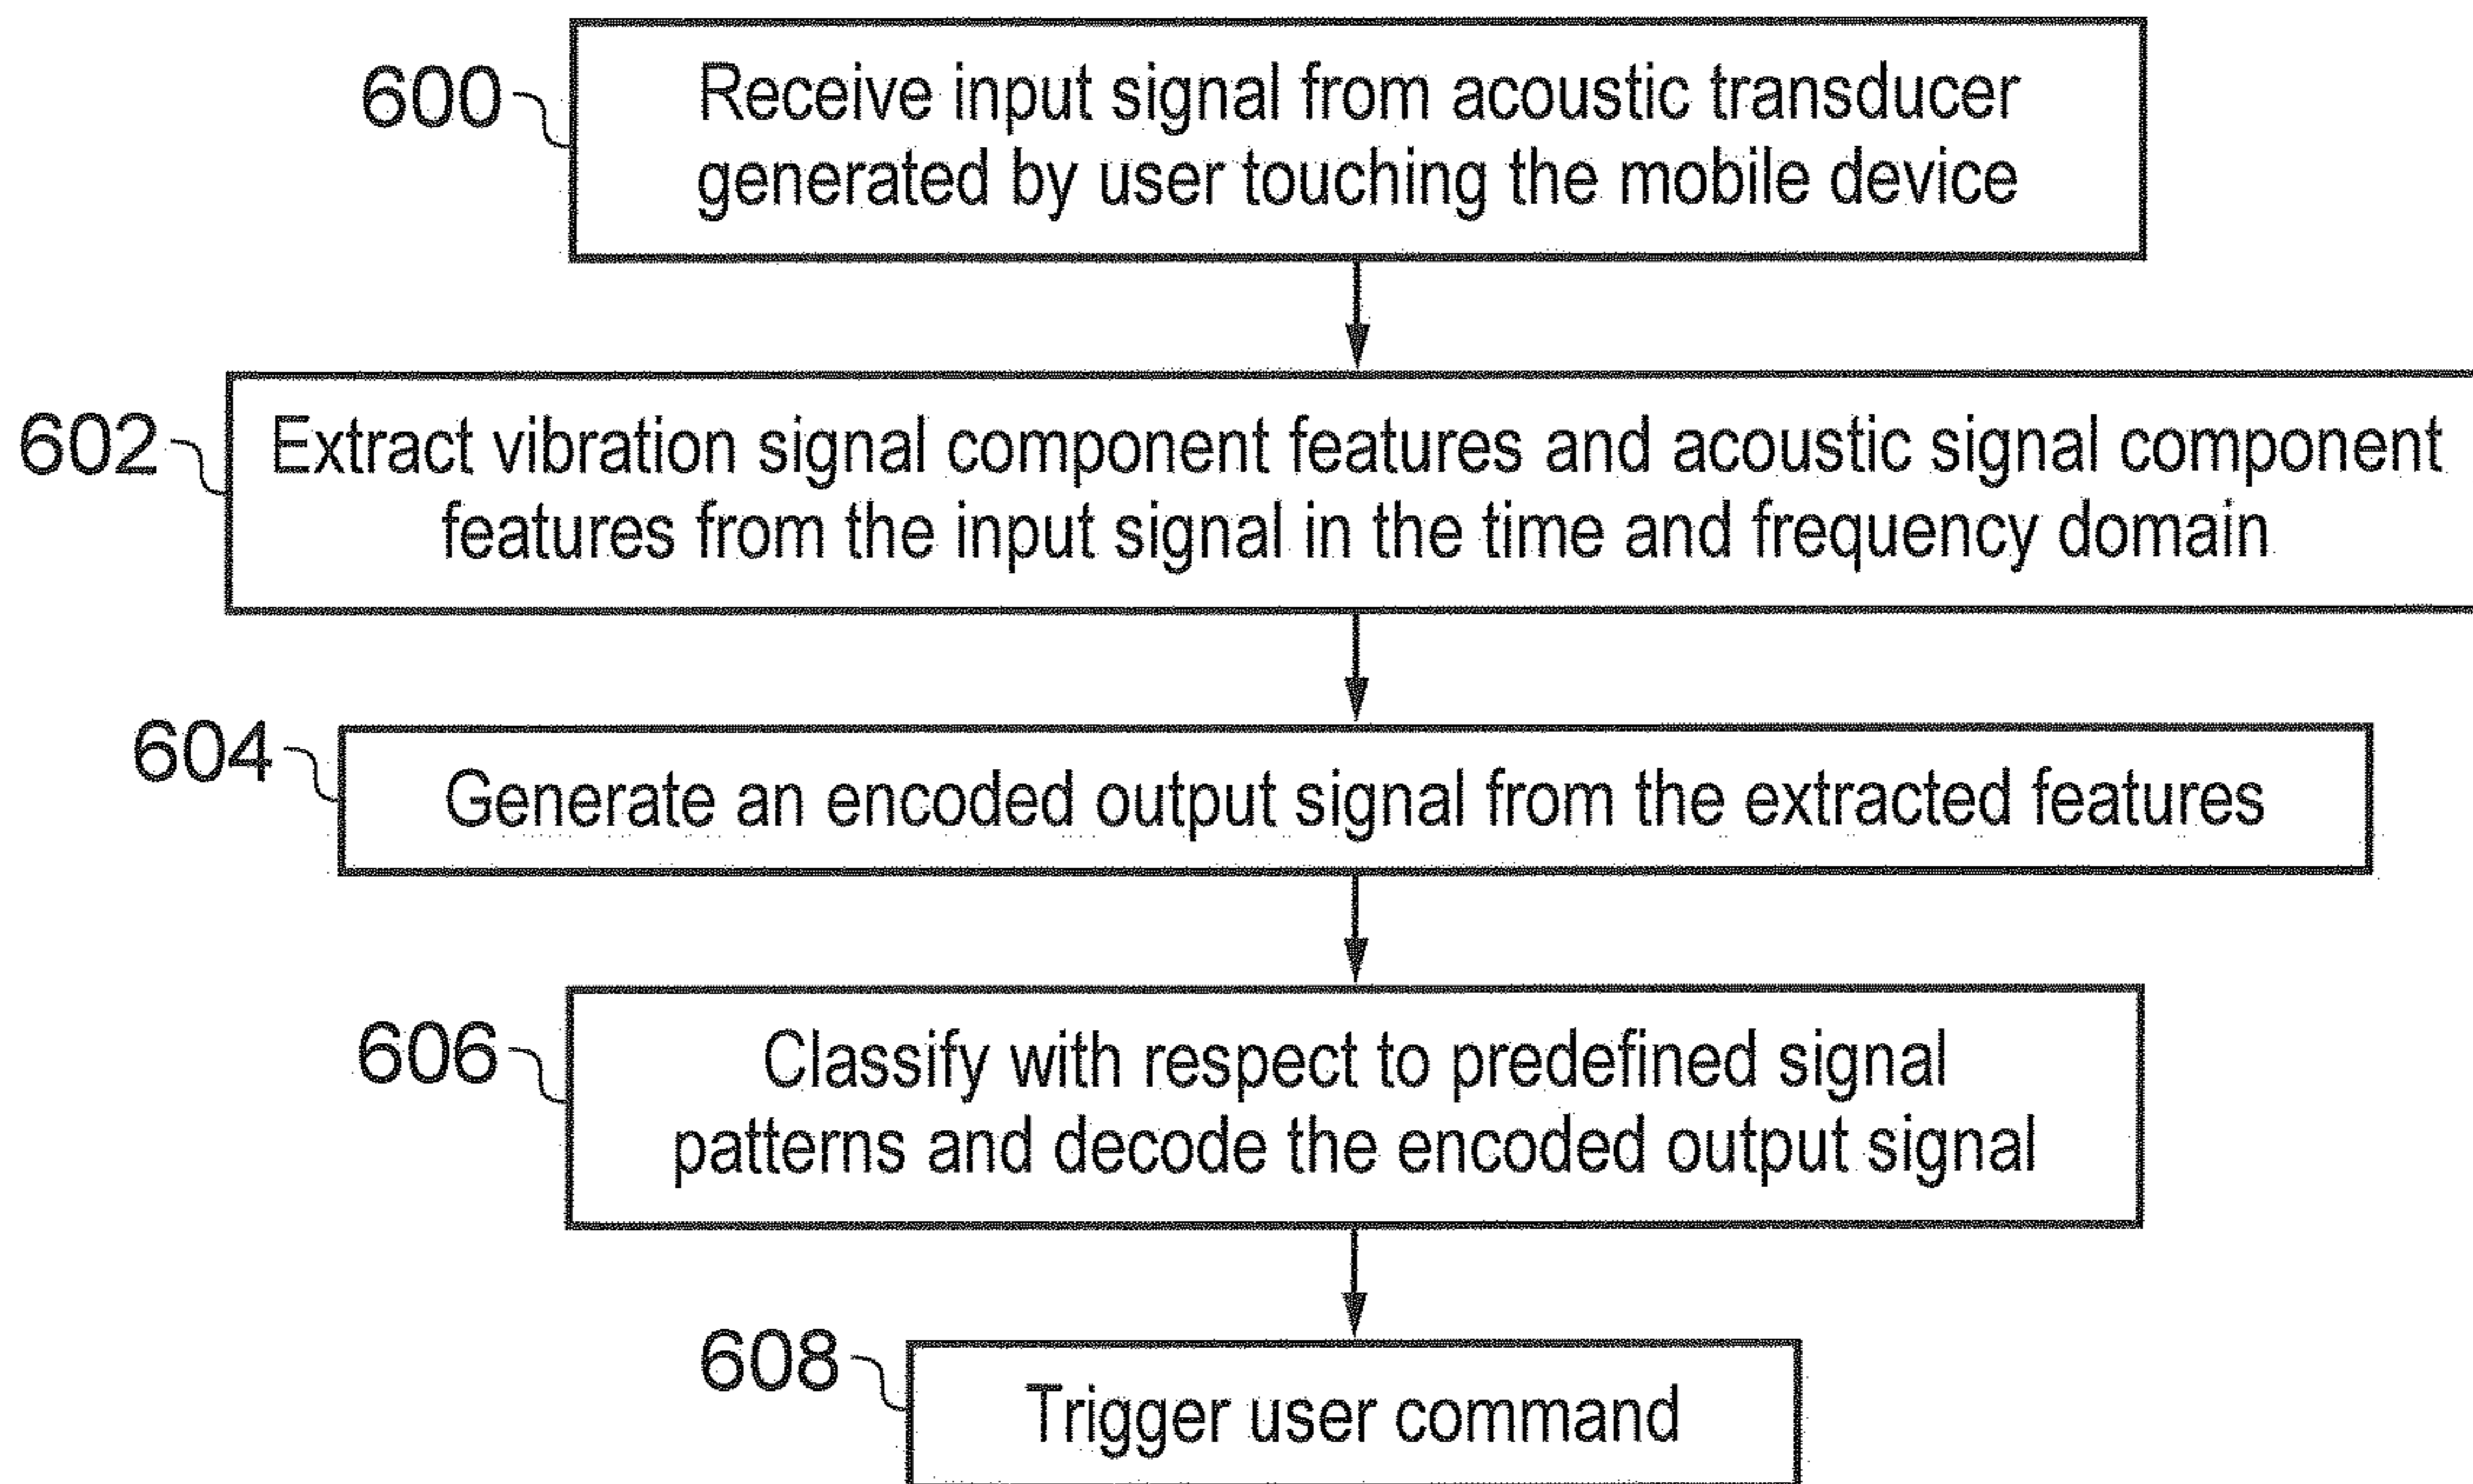 600
Receive input signal from acoustic transducer
generated by user touching the mobile device
602
Extract vibration signal component features and acoustic signal component
features from the input signal in the time and frequency domain
604
Generate an encoded output signal from the extracted features
606
Classify with respect to predefined signal
patterns and decode the encoded output signal
608
Trigger user command